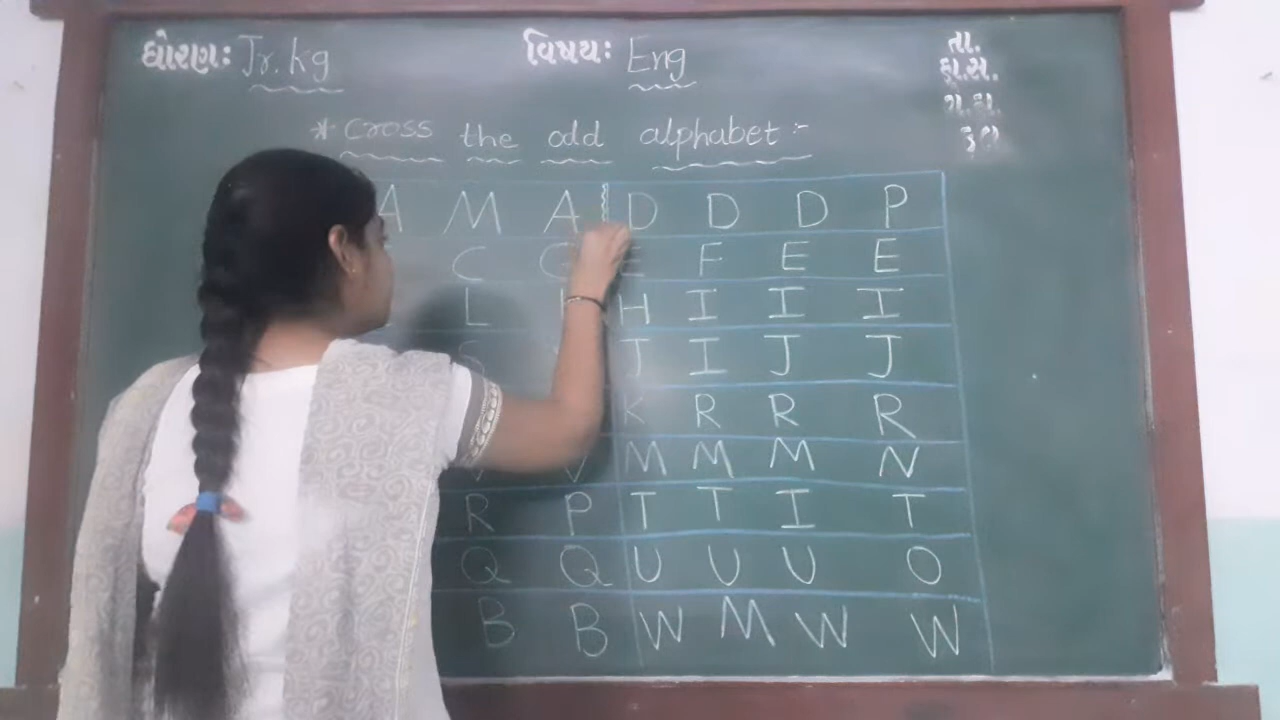 ધોરણ: Jr.kg વિષય: Eng તા.
હા.સ.
ગ.હા.
કુલ
* Cross the odd alphabet :-
A M A D D D P
C E F E E
L H I I I
J I J J
K R R R
V M M M N
R P T T I T
Q Q U U U O
B B W M W W